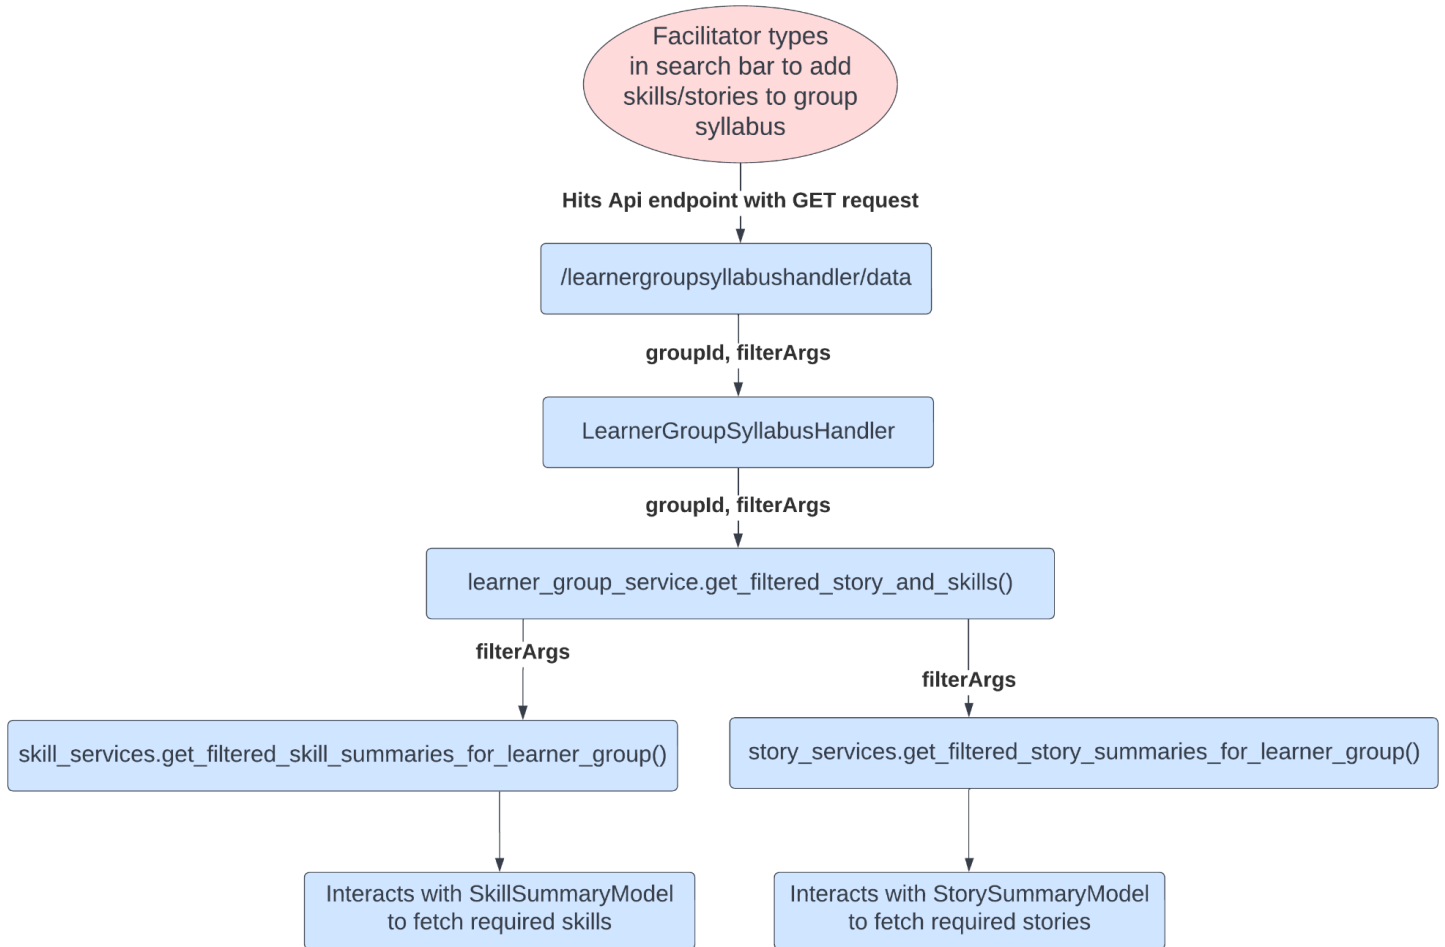 Facilitator types
in search bar to add
skills/stories to group
syllabus
Hits Api endpoint with GET request
/learnergroupsyllabushandler/data
groupId, filterArgs
LearnerGroupSyllabusHandler
groupId, filterArgs
learner_group_service.get_filtered_story_and_skills()
filterArgs
filterArgs
skill_services.get_filtered_skill_summaries_for_learner_group()
story_services.get_filtered_story_summaries_for_learner_group()
Interacts with SkillSummaryModel
to fetch required skills
Interacts with StorySummaryModel
to fetch required stories